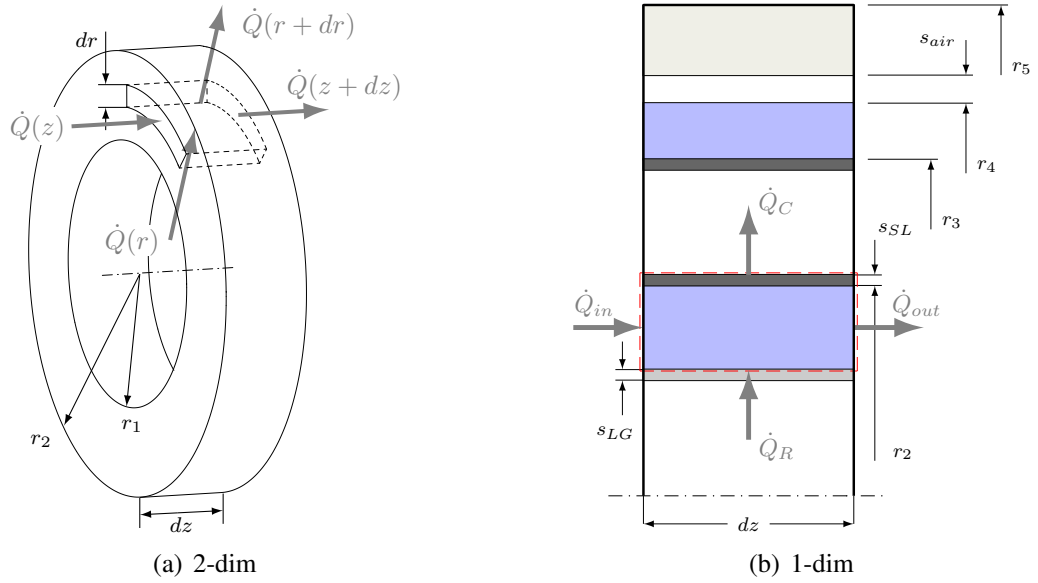 dr
Q̇(r + dr)
Q̇(z + dz)
Q̇(z)
Q̇(r)
r₁
r₂
dz
(a) 2-dim
s_air
r₅
r₄
r₃
Q̇_C
s_SL
Q̇_in
Q̇_out
s_LG
Q̇_R
r₂
dz
(b) 1-dim